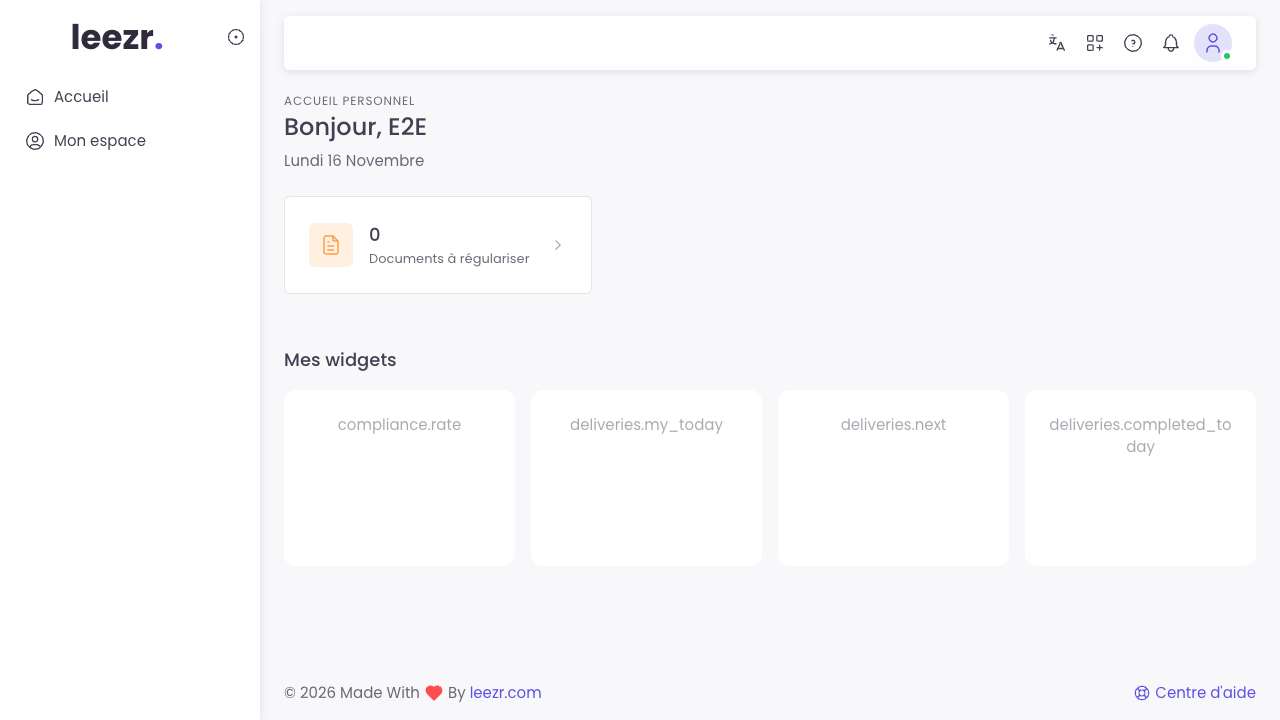 leezr.
Accueil
Mon espace
ACCUEIL PERSONNEL
Bonjour, E2E
Lundi 16 Novembre
0
Documents à régulariser
Mes widgets
compliance.rate
deliveries.my_today
deliveries.next
deliveries.completed_to
day
© 2026 Made With By leezr.com
Centre d'aide